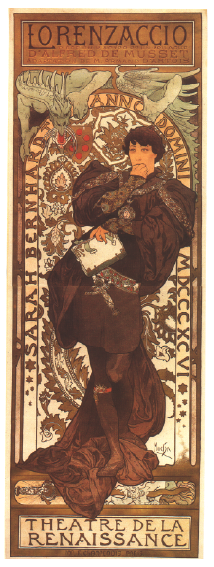 LORENZACCIO
D'ALFRED DE MUSSET
SARAH BERNHARDT
ANNO DOMINI
MDCCCXCVI
Mucha
THEATRE DE LA
RENAISSANCE